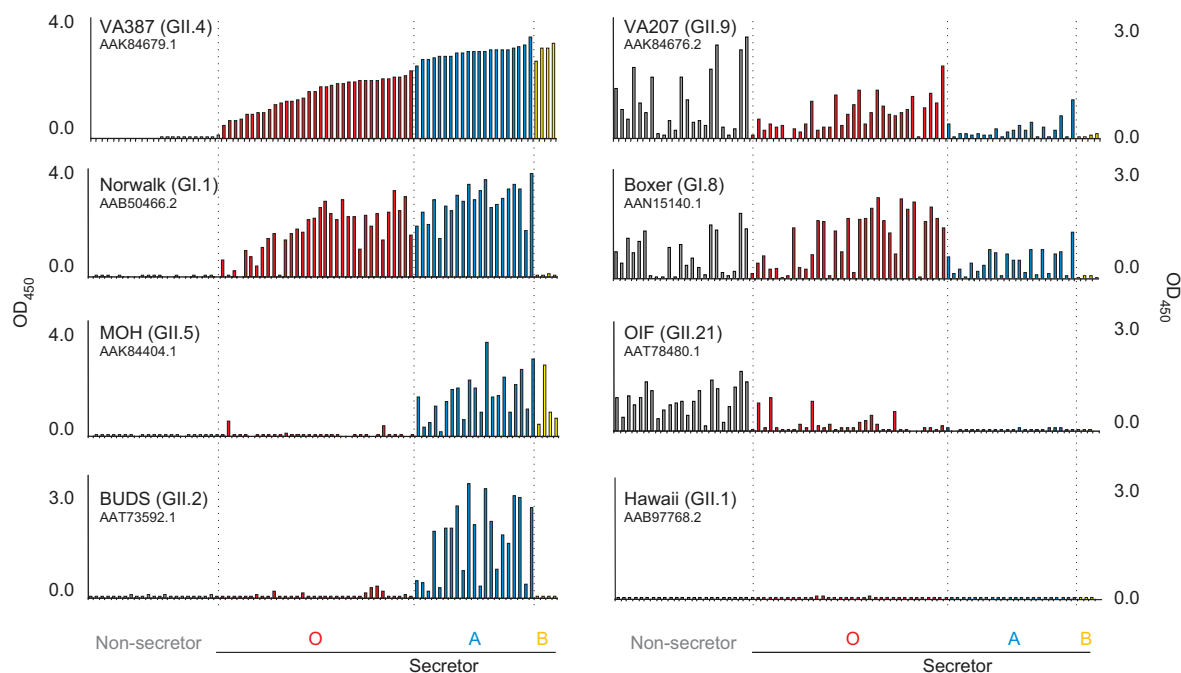 4.0
VA387 (GII.4)
AAK84679.1
0.0
VA207 (GII.9)
AAK84676.2
3.0
0.0
4.0
Norwalk (GI.1)
AAB50466.2
0.0
Boxer (GI.8)
AAN15140.1
3.0
0.0
OD450
OD450
4.0
MOH (GII.5)
AAK84404.1
0.0
OIF (GII.21)
AAT78480.1
3.0
0.0
3.0
BUDS (GII.2)
AAT73592.1
0.0
Hawaii (GII.1)
AAB97768.2
3.0
0.0
Non-secretor O A B
Secretor
Non-secretor O A B
Secretor